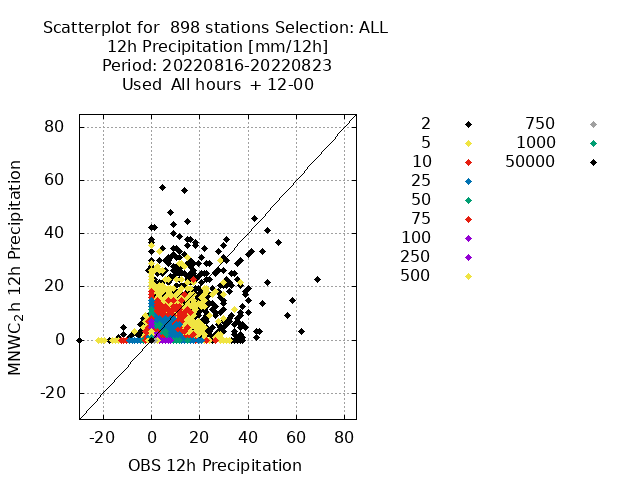 Scatterplot for  898 stations Selection: ALL
12h Precipitation [mm/12h]
Period: 20220816-20220823
Used  All hours  + 12-00
80
60
40
20
0
-20
-20 0 20 40 60 80
MNWC_2h 12h Precipitation
OBS 12h Precipitation
2
5
10
25
50
75
100
250
500
750
1000
50000